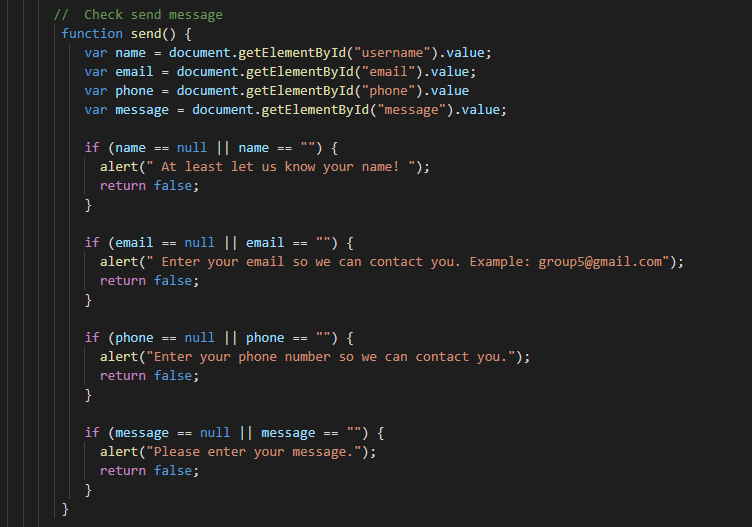 //  Check send message
function send() {
var name = document.getElementById("username").value;
var email = document.getElementById("email").value;
var phone = document.getElementById("phone").value
var message = document.getElementById("message").value;
if (name == null || name == "") {
alert(" At least let us know your name! ");
return false;
}
if (email == null || email == "") {
alert(" Enter your email so we can contact you. Example: group5@gmail.com");
return false;
}
if (phone == null || phone == "") {
alert("Enter your phone number so we can contact you.");
return false;
}
if (message == null || message == "") {
alert("Please enter your message.");
return false;
}
}